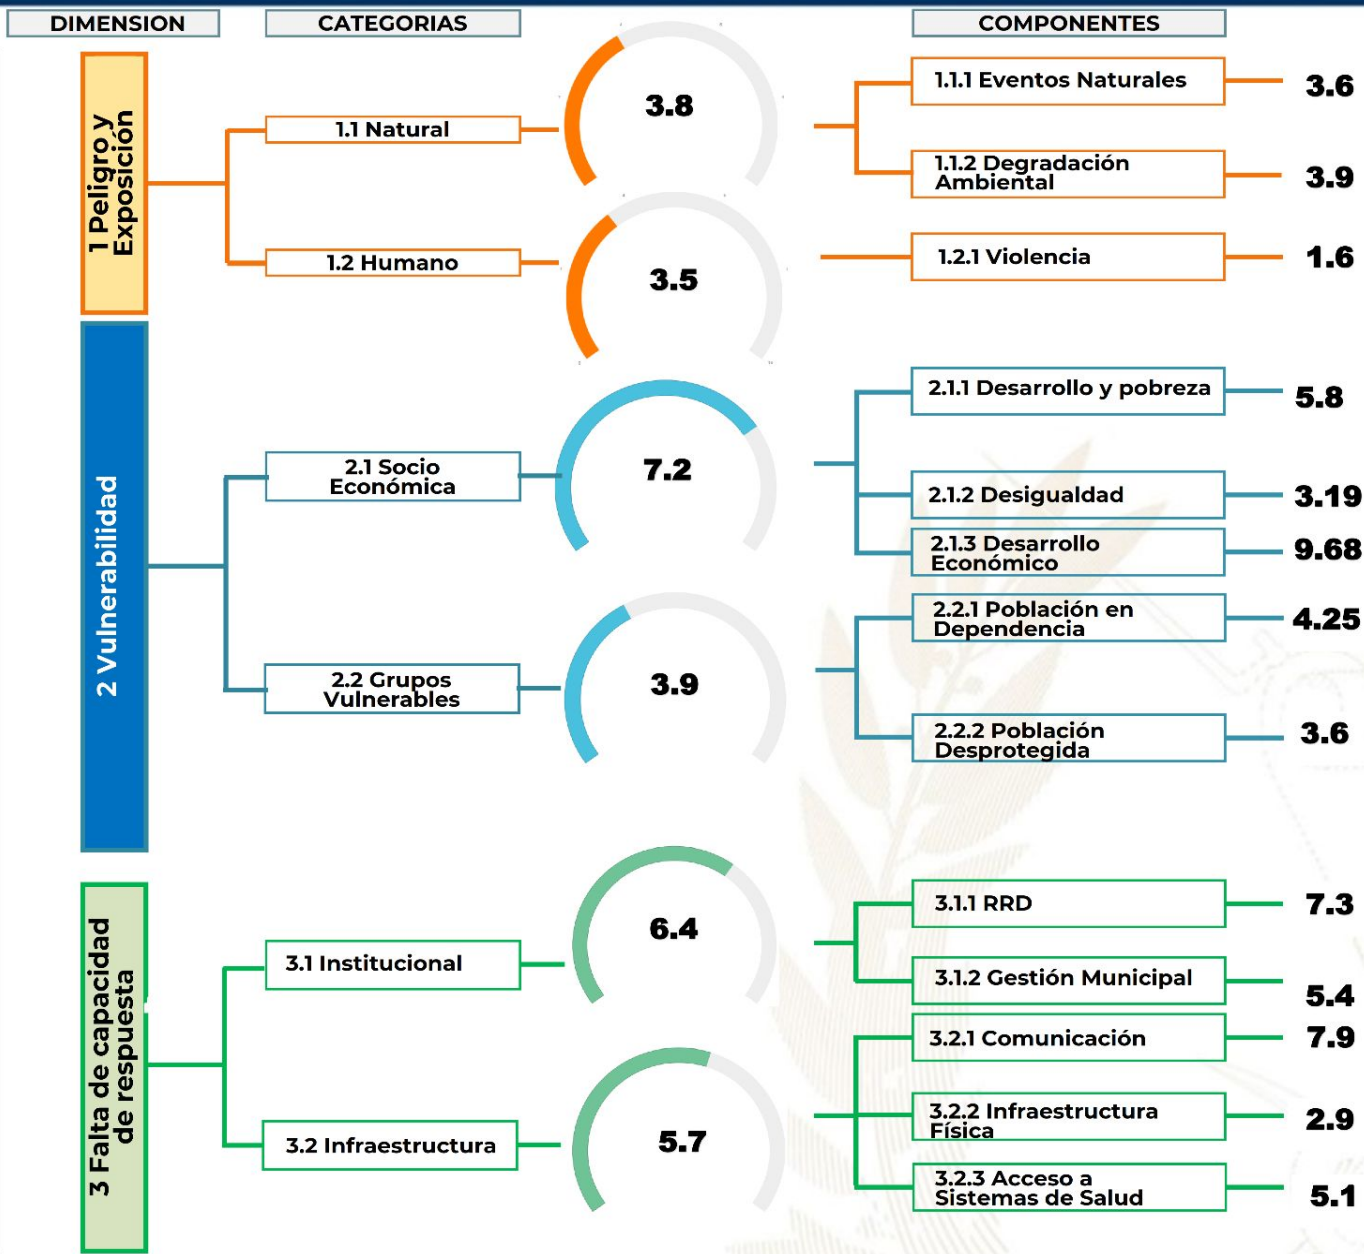 DIMENSION
CATEGORIAS
COMPONENTES
1 Peligro y
Exposición
1.1 Natural
3.8
1.1.1 Eventos Naturales
3.6
1.1.2 Degradación
Ambiental
3.9
1.2 Humano
3.5
1.2.1 Violencia
1.6
2 Vulnerabilidad
2.1 Socio
Económica
7.2
2.1.1 Desarrollo y pobreza
5.8
2.1.2 Desigualdad
3.19
2.1.3 Desarrollo
Económico
9.68
2.2 Grupos
Vulnerables
3.9
2.2.1 Población en
Dependencia
4.25
2.2.2 Población
Desprotegida
3.6
3 Falta de capacidad
de respuesta
3.1 Institucional
6.4
3.1.1 RRD
7.3
3.1.2 Gestión Municipal
5.4
3.2 Infraestructura
5.7
3.2.1 Comunicación
7.9
3.2.2 Infraestructura
Física
2.9
3.2.3 Acceso a
Sistemas de Salud
5.1